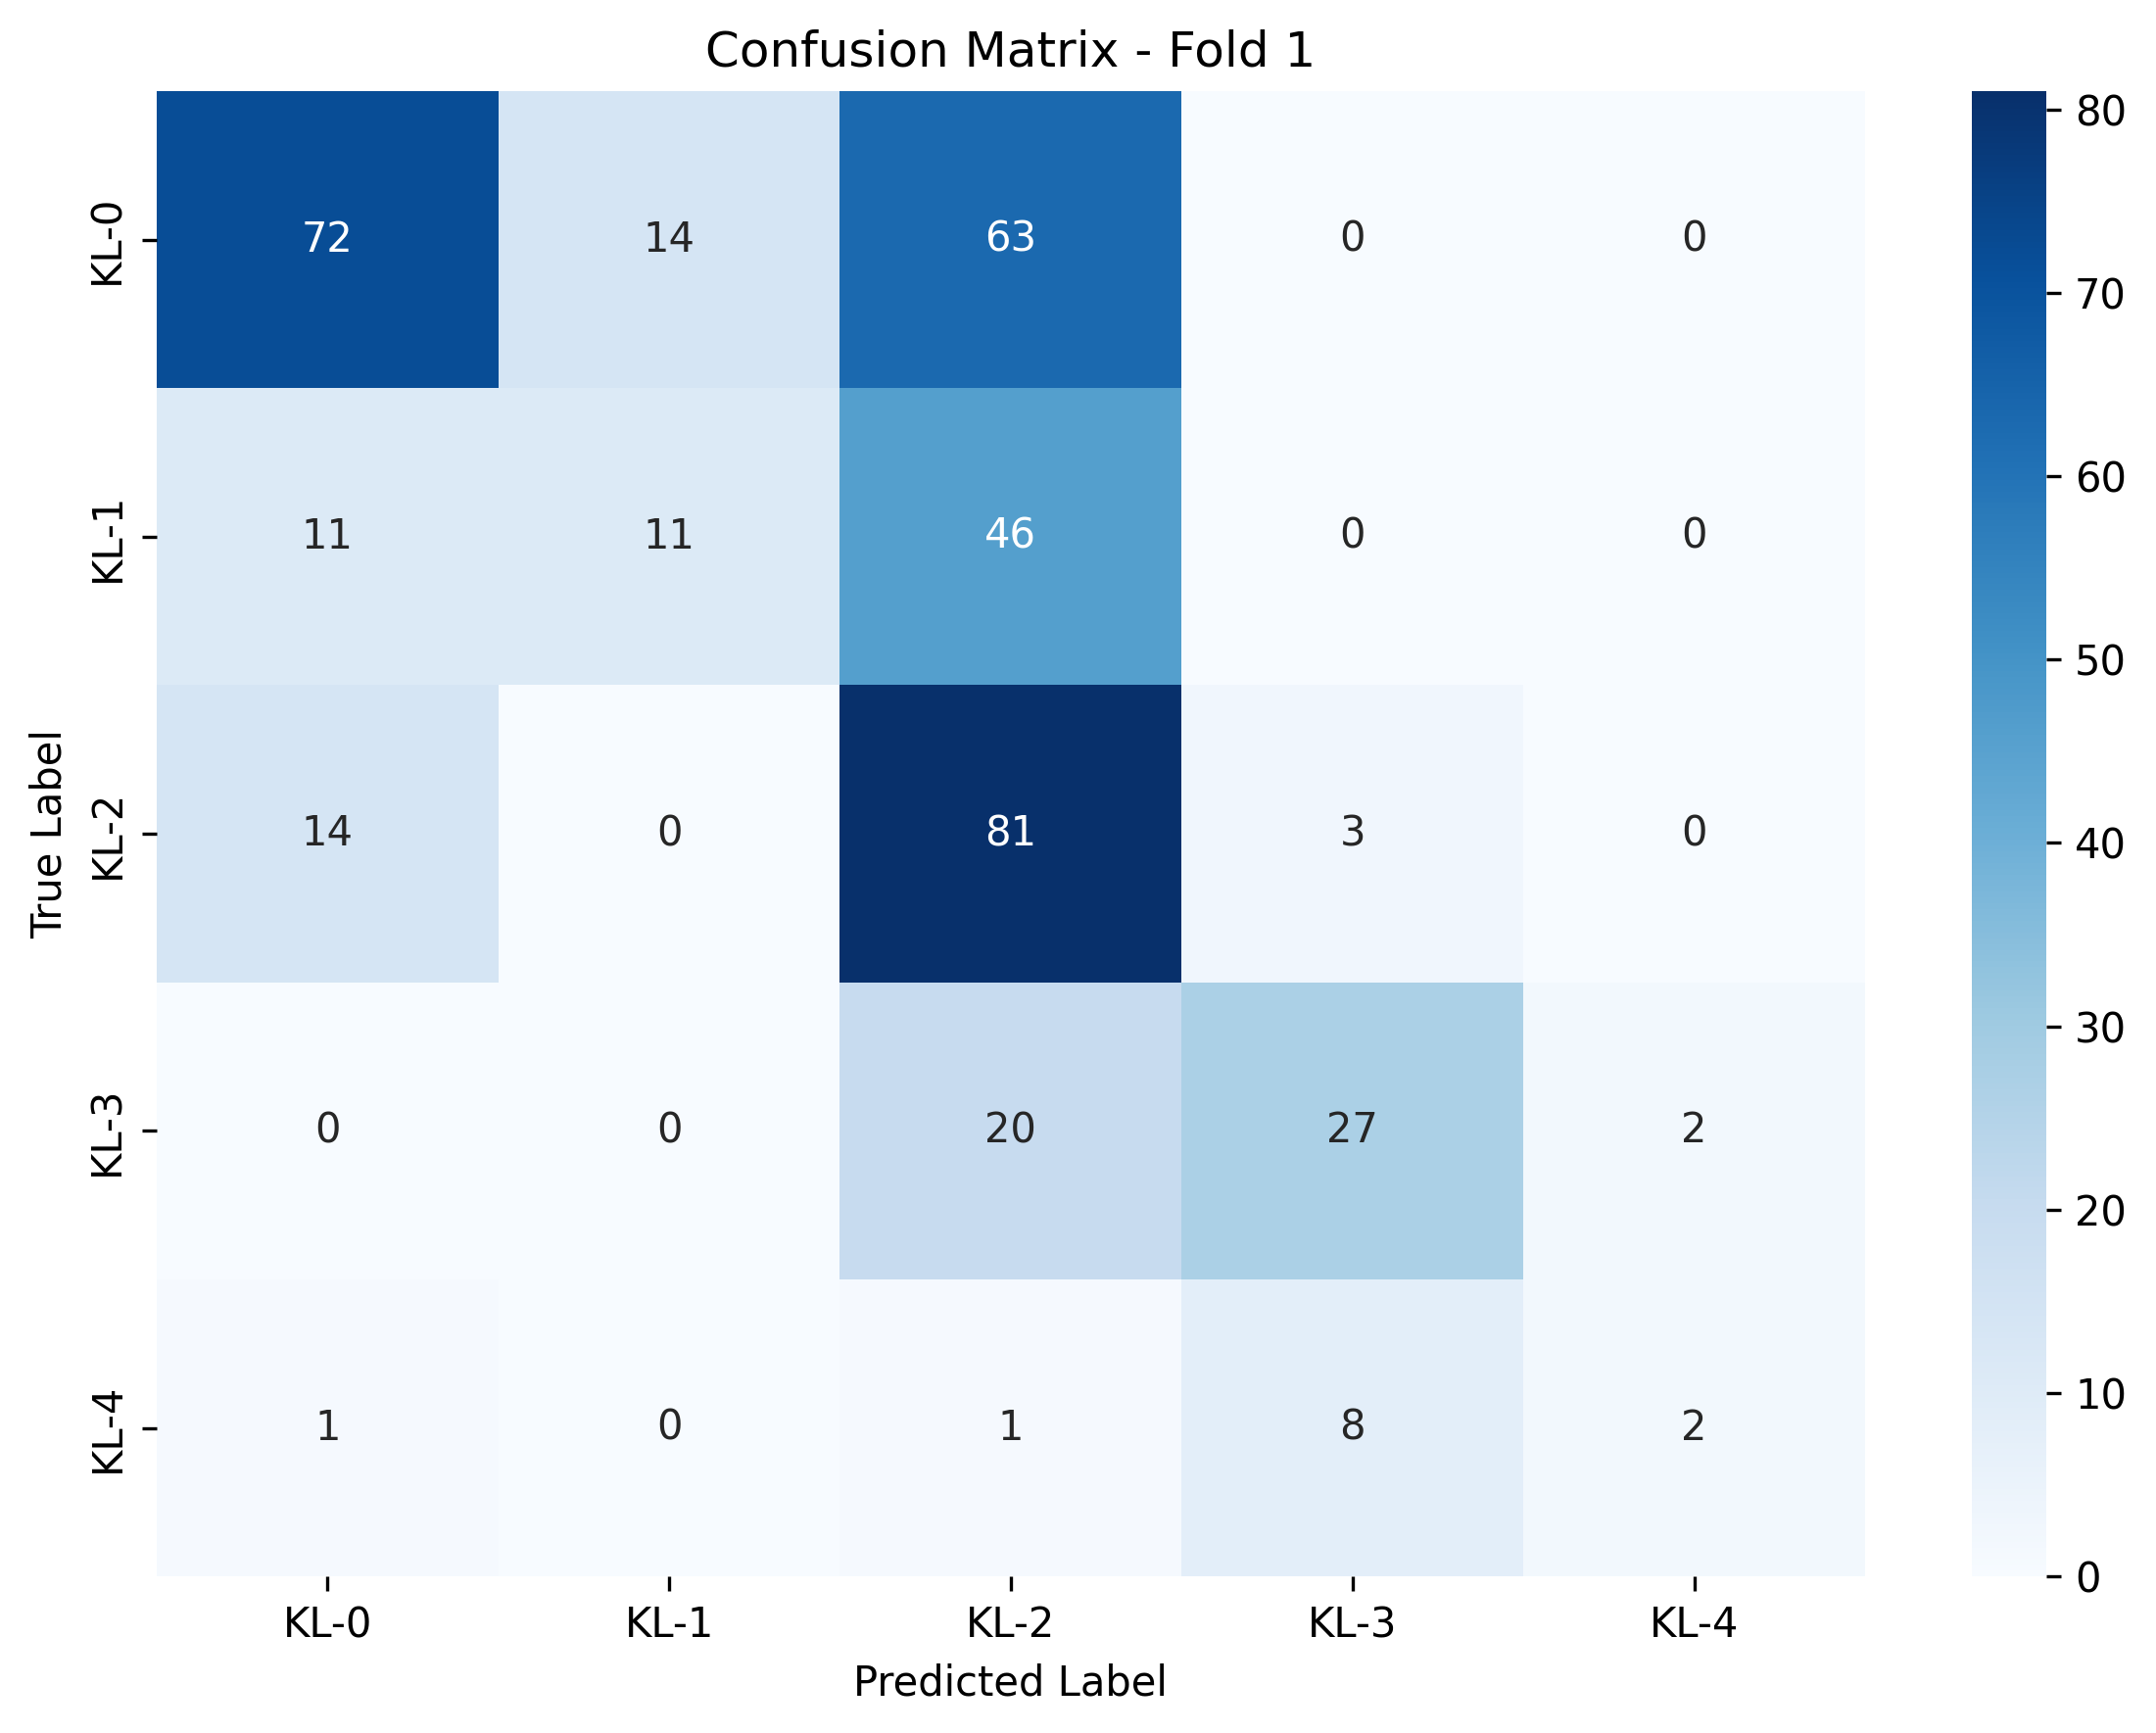 Confusion Matrix - Fold 1
True Label
KL-0 72 14 63 0 0
KL-1 11 11 46 0 0
KL-2 14 0 81 3 0
KL-3 0 0 20 27 2
KL-4 1 0 1 8 2
KL-0 KL-1 KL-2 KL-3 KL-4
Predicted Label
80
70
60
50
40
30
20
10
0